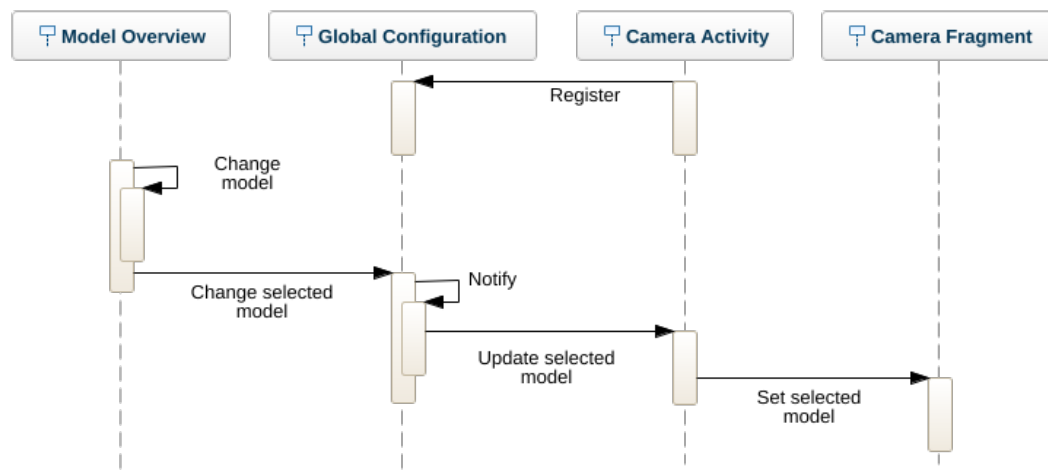 Model Overview
Global Configuration
Camera Activity
Camera Fragment
Register
Change
model
Change selected
model
Notify
Update selected
model
Set selected
model